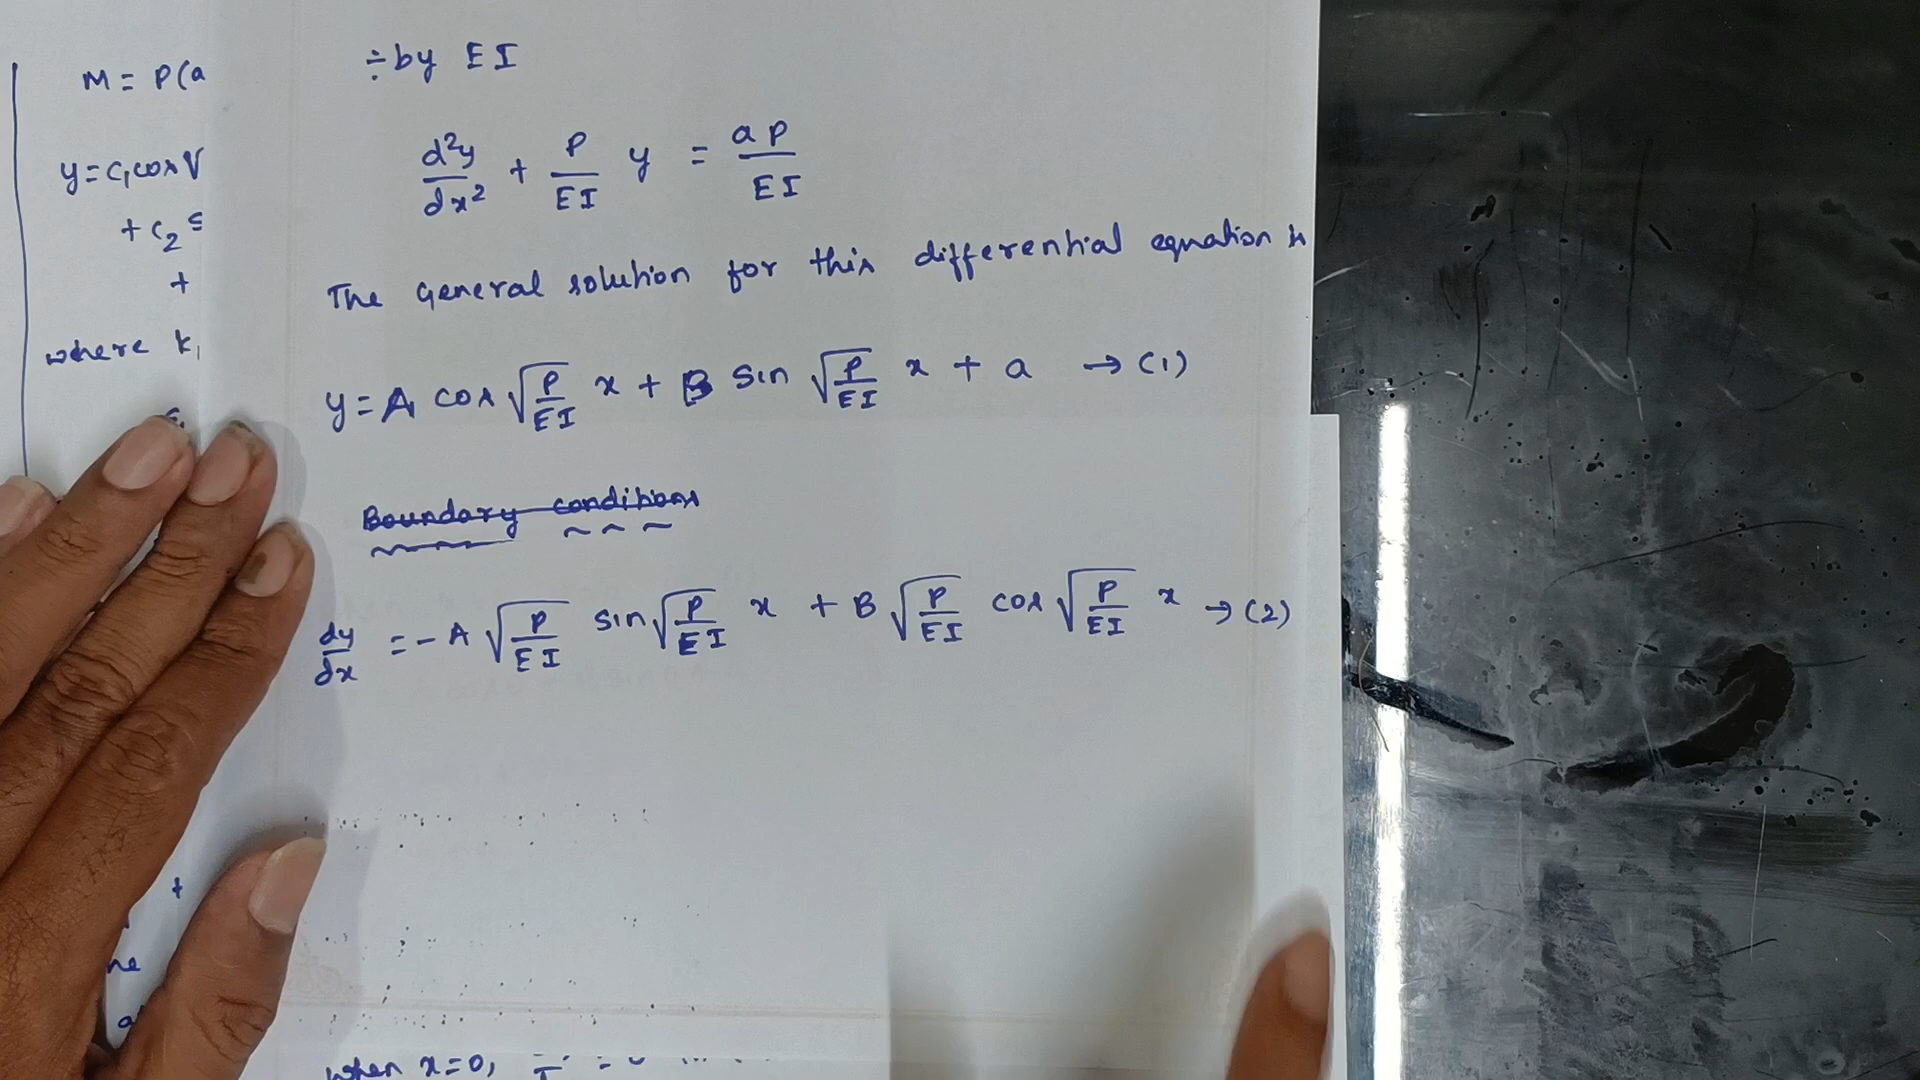 M = P(a
y = C₁ cos √
+ C₂ s
+
where k₁
÷ by EI
d²y/dx² + P/EI y = aP/EI
The General solution for this differential equation is
y = A cos √(P/EI) x + B sin √(P/EI) x + a → (1)
Boundary conditions
dy/dx = - A √(P/EI) sin √(P/EI) x + B √(P/EI) cos √(P/EI) x → (2)
when x = 0,